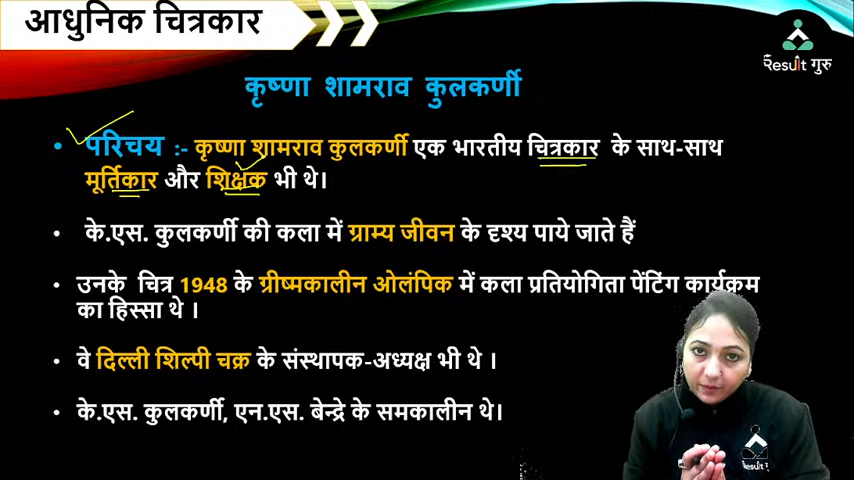 आधुनिक चित्रकार
Result गुरु
कृष्णा शामराव कुलकर्णी
• परिचय :- कृष्णा शामराव कुलकर्णी एक भारतीय चित्रकार के साथ-साथ
मूर्तिकार और शिक्षक भी थे।
• के.एस. कुलकर्णी की कला में ग्राम्य जीवन के दृश्य पाये जाते हैं
• उनके चित्र 1948 के ग्रीष्मकालीन ओलंपिक में कला प्रतियोगिता पेंटिंग कार्यक्रम
का हिस्सा थे ।
• वे दिल्ली शिल्पी चक्र के संस्थापक-अध्यक्ष भी थे ।
• के.एस. कुलकर्णी, एन.एस. बेन्द्रे के समकालीन थे।